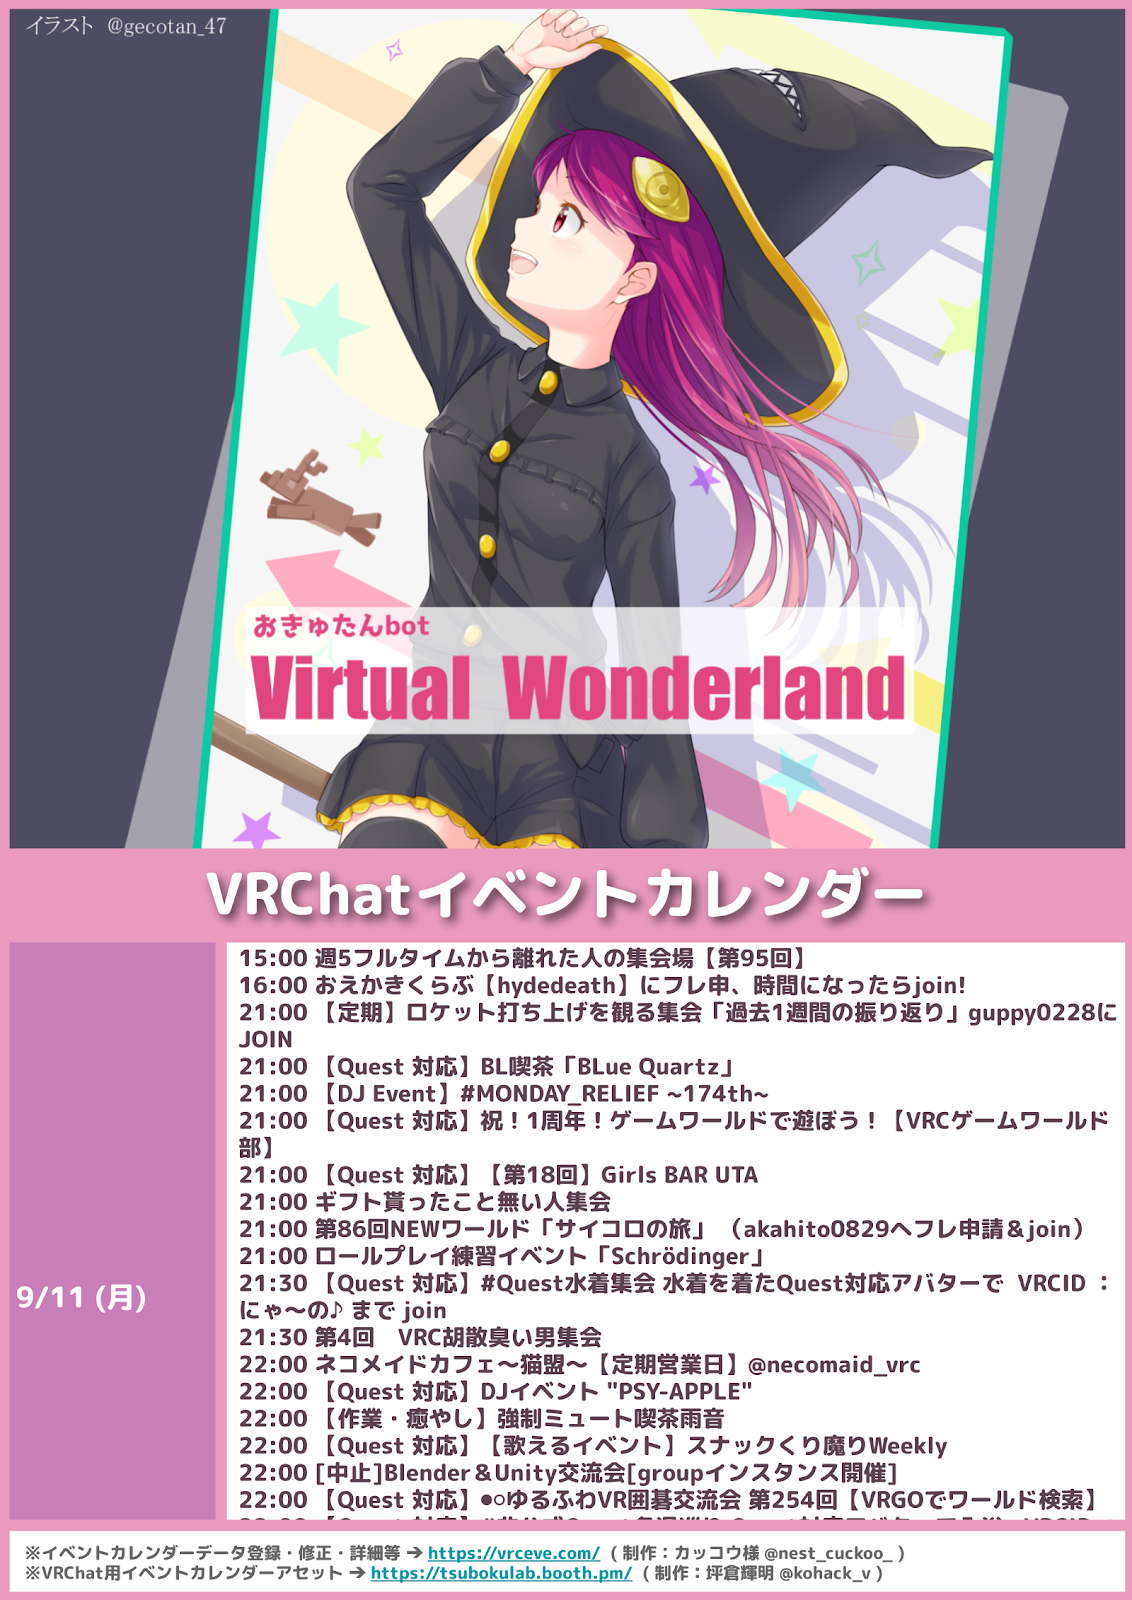 イラスト @gecotan_47
おきゅたんbot
Virtual Wonderland
VRChatイベントカレンダー
9/11 (月)
15:00 週5フルタイムから離れた人の集会場【第95回】
16:00 おえかきくらぶ【hydedeath】にフレ申、時間になったらjoin!
21:00 【定期】ロケット打ち上げを観る集会「過去1週間の振り返り」guppy0228に
JOIN
21:00 【Quest 対応】BL喫茶「BLue Quartz」
21:00 【DJ Event】#MONDAY_RELIEF ~174th~
21:00 【Quest 対応】祝！1周年！ゲームワールドで遊ぼう！【VRCゲームワールド
部】
21:00 【Quest 対応】【第18回】Girls BAR UTA
21:00 ギフト貰ったこと無い人集会
21:00 第86回NEWワールド「サイコロの旅」（akahito0829へフレ申請＆join）
21:00 ロールプレイ練習イベント「Schrödinger」
21:30 【Quest 対応】#Quest水着集会 水着を着たQuest対応アバターで VRCID ：
にゃ～の♪ まで join
21:30 第4回　VRC胡散臭い男集会
22:00 ネコメイドカフェ～猫盟～【定期営業日】@necomaid_vrc
22:00 【Quest 対応】DJイベント "PSY-APPLE"
22:00 【作業・癒やし】強制ミュート喫茶雨音
22:00 【Quest 対応】【歌えるイベント】スナックくり魔りWeekly
22:00 [中止]Blender＆Unity交流会[groupインスタンス開催]
22:00 【Quest 対応】●○ゆるふわVR囲碁交流会 第254回【VRGOでワールド検索】
※イベントカレンダーデータ登録・修正・詳細等 ➔ https://vrceve.com/ （ 制作：カッコウ様 @nest_cuckoo_ ）
※VRChat用イベントカレンダーアセット ➔ https://tsubokulab.booth.pm/ （ 制作：坪倉輝明 @kohack_v ）